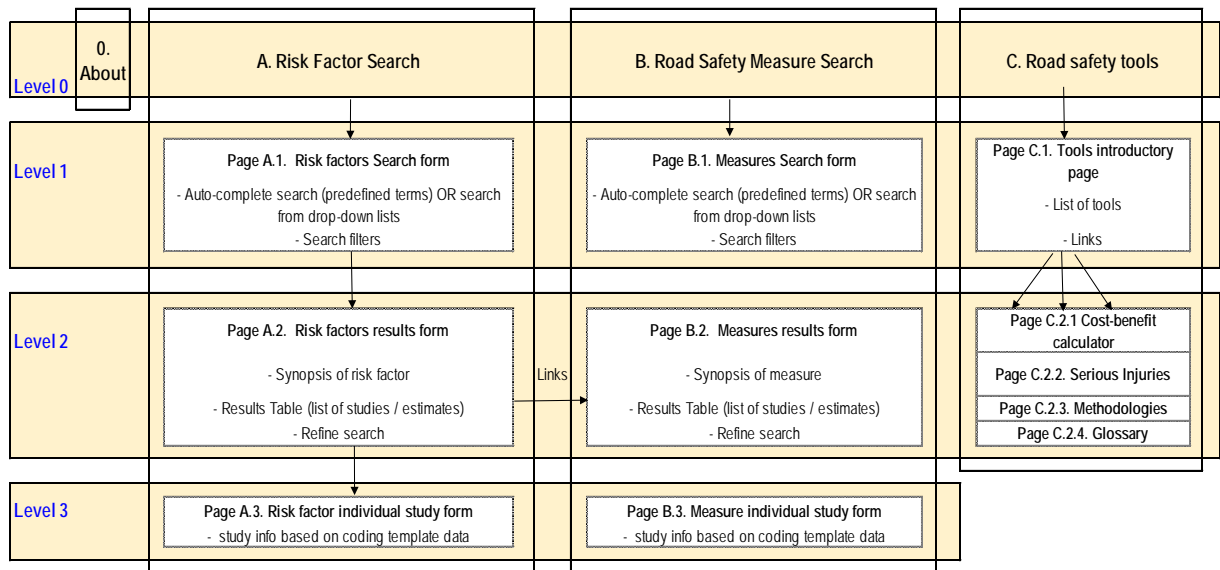 0.
About
A. Risk Factor Search
B. Road Safety Measure Search
C. Road safety tools
Level 0
Level 1
Page A.1. Risk factors Search form
- Auto-complete search (predefined terms) OR search
from drop-down lists
- Search filters
Page B.1. Measures Search form
- Auto-complete search (predefined terms) OR search
from drop-down lists
- Search filters
Page C.1. Tools introductory
page
- List of tools
- Links
Level 2
Page A.2. Risk factors results form
- Synopsis of risk factor
- Results Table (list of studies / estimates)
- Refine search
Links
Page B.2. Measures results form
- Synopsis of measure
- Results Table (list of studies / estimates)
- Refine search
Page C.2.1 Cost-benefit
calculator
Page C.2.2. Serious Injuries
Page C.2.3. Methodologies
Page C.2.4. Glossary
Level 3
Page A.3. Risk factor individual study form
- study info based on coding template data
Page B.3. Measure individual study form
- study info based on coding template data